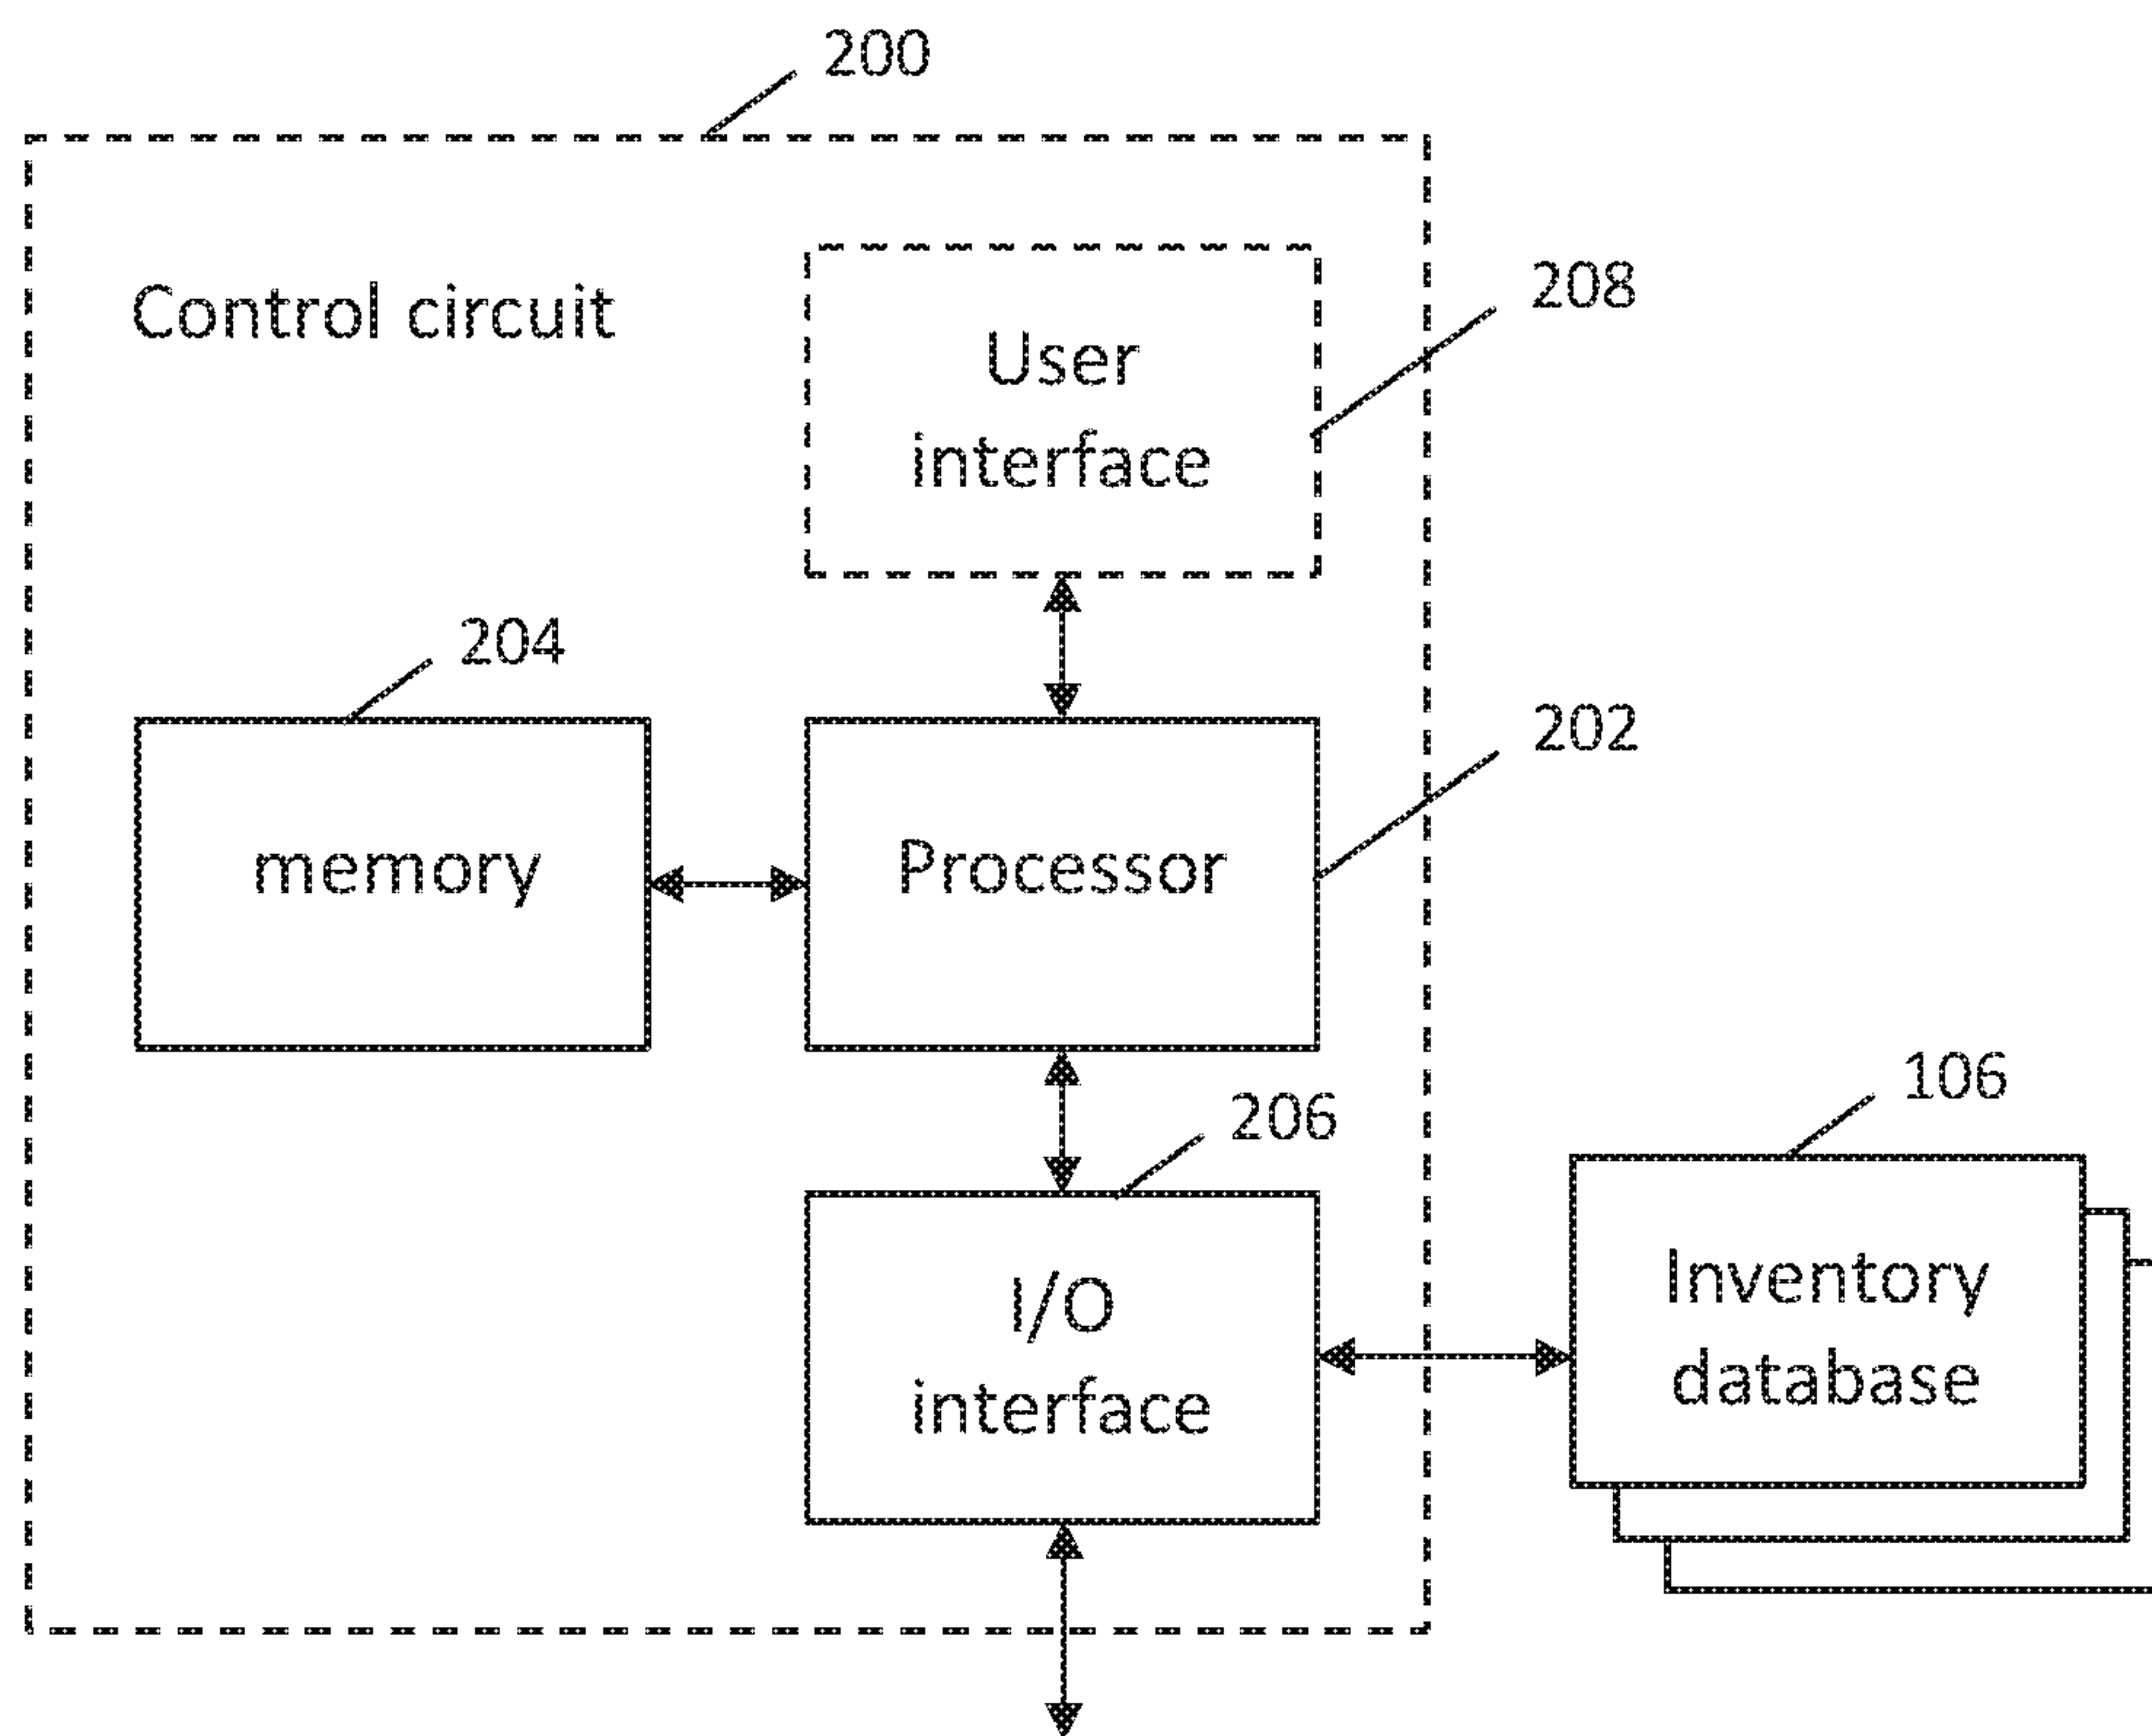 200
Control circuit
User
interface
208
204
202
memory
Processor
206
106
I/O
interface
Inventory
database